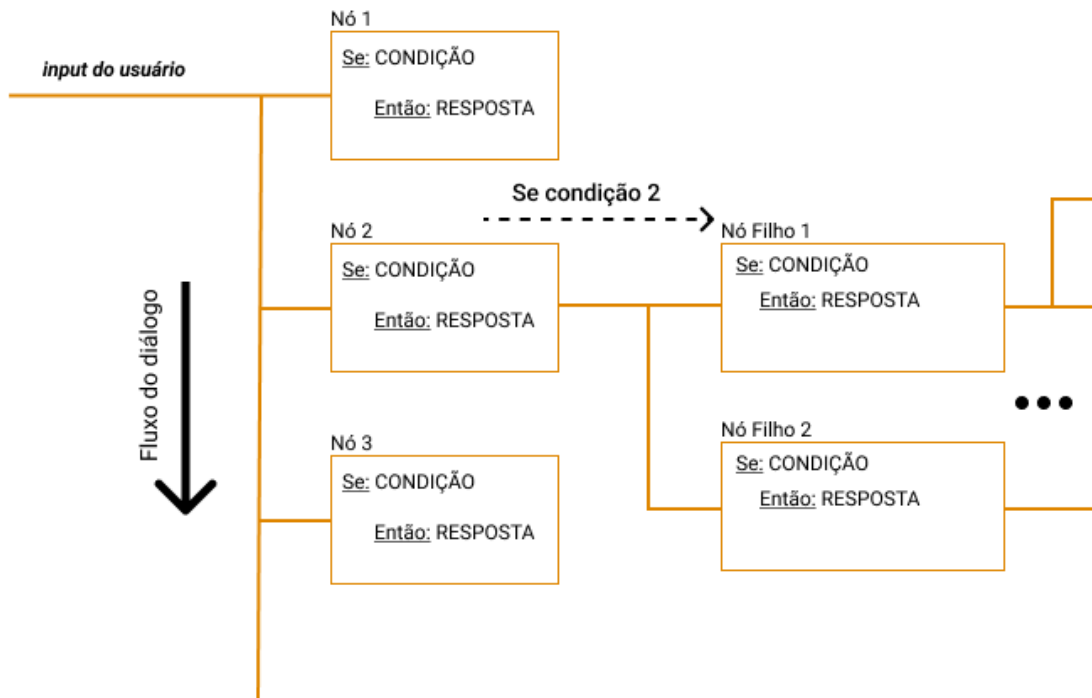 Nó 1
Se: CONDIÇÃO
Então: RESPOSTA
input do usuário
Se condição 2
Nó 2
Se: CONDIÇÃO
Então: RESPOSTA
Nó Filho 1
Se: CONDIÇÃO
Então: RESPOSTA
Fluxo do diálogo
Nó 3
Se: CONDIÇÃO
Então: RESPOSTA
Nó Filho 2
Se: CONDIÇÃO
Então: RESPOSTA